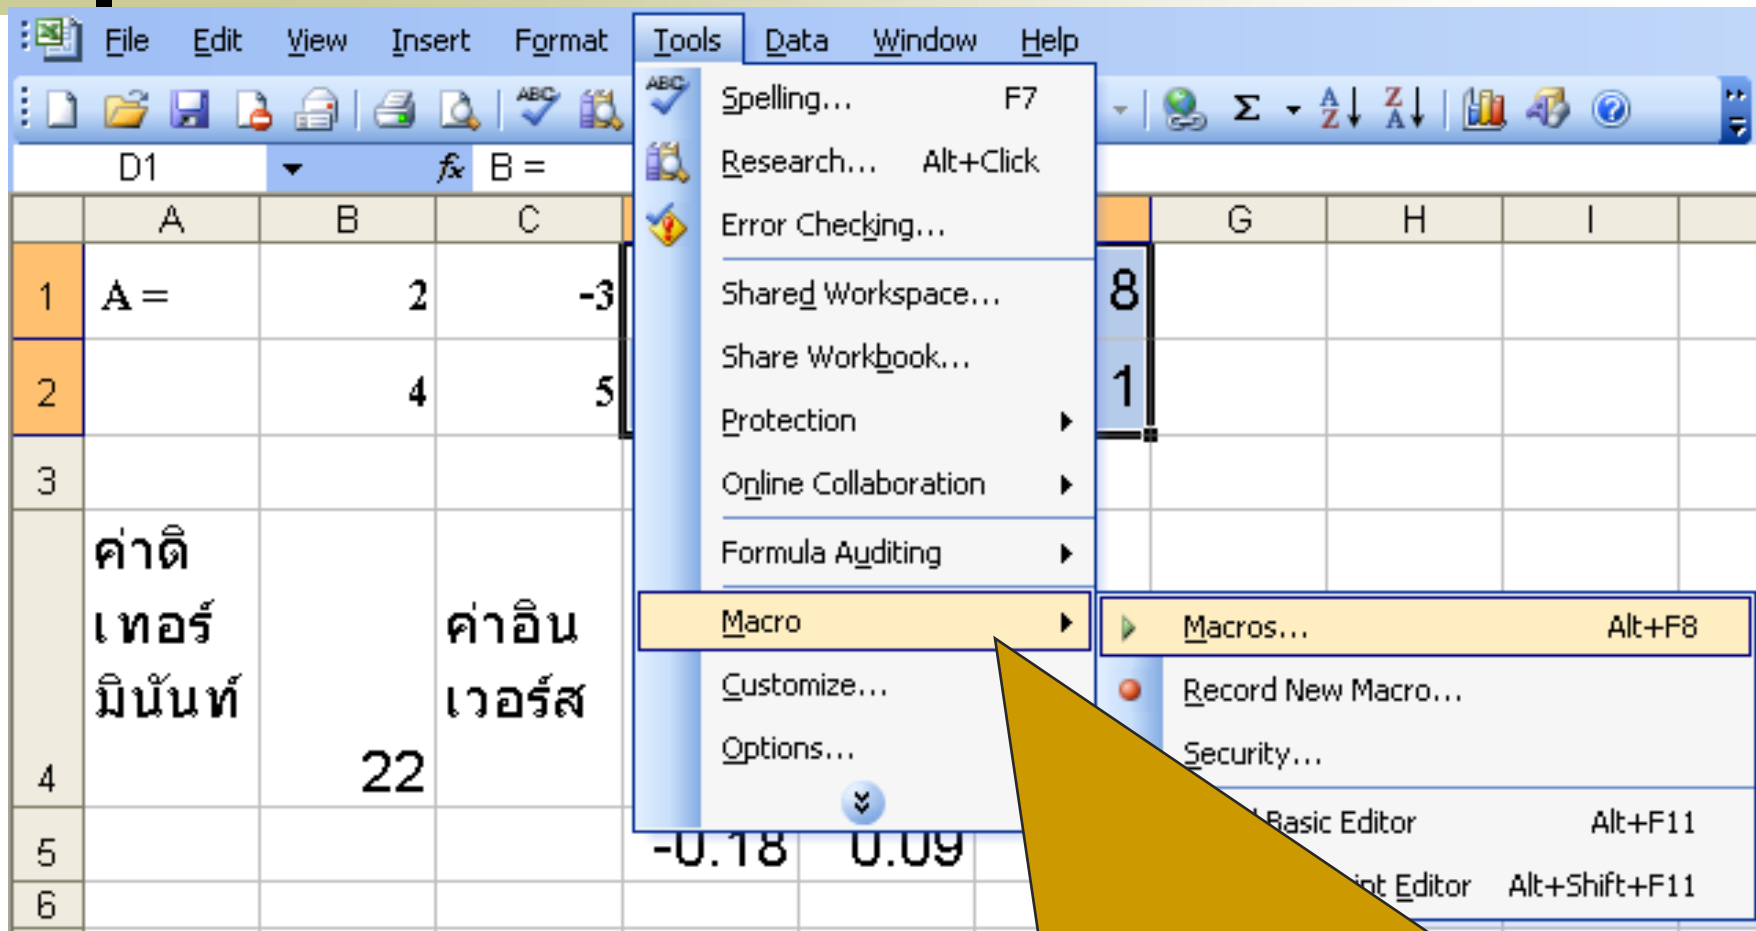 File Edit View Insert Format Tools Data Window Help
D1 fx B =
A B C G H I
1 A = 2 -3 8
2 4 5 1
3
4 ค่าดิ
เทอร์ ค่าอิน
มินันท์ เวอร์ส
22
5 -0.18 0.09
6
Spelling... F7
Research... Alt+Click
Error Checking...
Shared Workspace...
Share Workbook...
Protection
Online Collaboration
Formula Auditing
Macro
Customize...
Options...
Macros... Alt+F8
Record New Macro...
Security...
Basic Editor Alt+F11
Editor Alt+Shift+F11